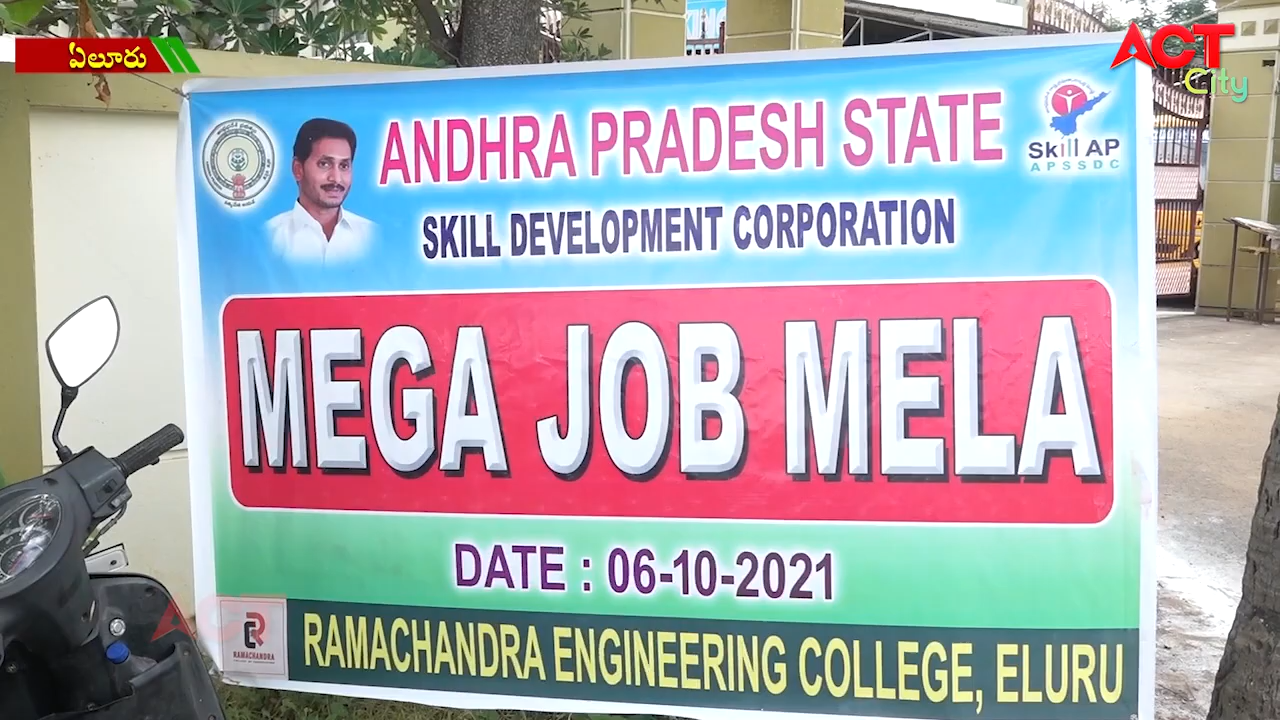 ఏలూరు
ACT
City
ANDHRA PRADESH STATE
Skill AP
APSSDC
SKILL DEVELOPMENT CORPORATION
MEGA JOB MELA
DATE : 06-10-2021
RAMACHANDRA
RAMACHANDRA ENGINEERING COLLEGE, ELURU